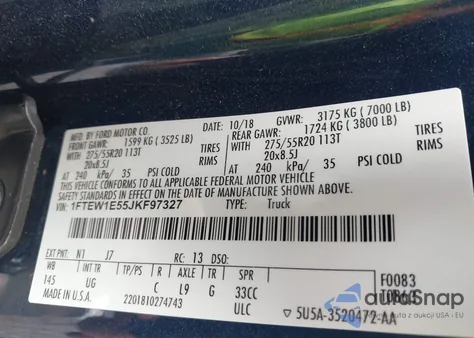 MFD. BY FORD MOTOR CO.
DATE: 10/18 GVWR: 3175 KG ( 7000 LB)
FRONT GAWR: 1599 KG ( 3525 LB) REAR GAWR: 1724 KG ( 3800 LB)
WITH 275/55R20 113T TIRES WITH 275/55R20 113T TIRES
20x8.5J RIMS 20x8.5J RIMS
AT 240 kPa/ 35 PSI COLD AT 240 kPa/ 35 PSI COLD
THIS VEHICLE CONFORMS TO ALL APPLICABLE FEDERAL MOTOR VEHICLE
SAFETY STANDARDS IN EFFECT ON THE DATE OF MANUFACTURE SHOWN ABOVE.
VIN: 1FTEW1E55JKF97327 TYPE: Truck
EXT PNT: N1 J7 RC: 13 DSO: F0083
WB INT TR TP/PS R AXLE TR SPR
145 UG C L9 G 33CC
ULC
MADE IN U.S.A. 2201810274743 5U5A-3520472-AA
autoSnap